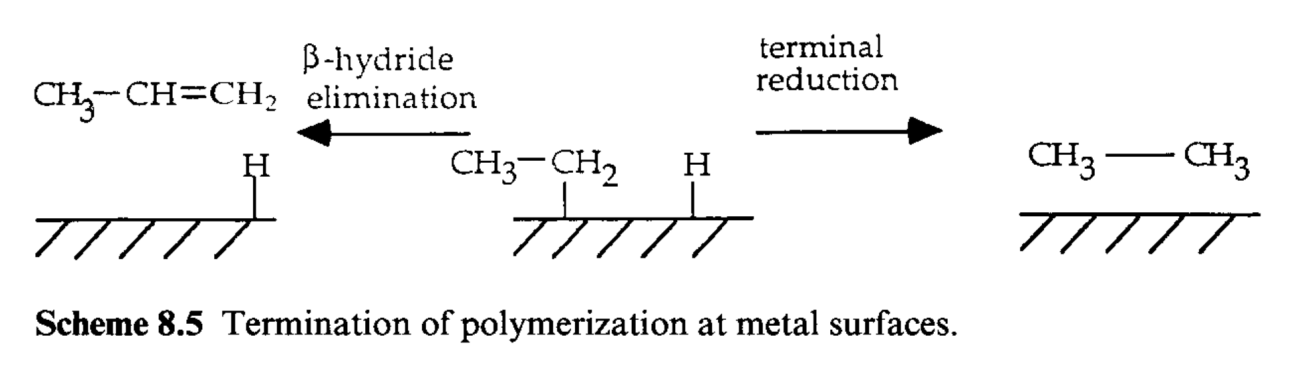 β-hydride
elimination
terminal
reduction
CH₃—CH=CH₂
H
CH₃—CH₂
H
CH₃—CH₃
Scheme 8.5 Termination of polymerization at metal surfaces.